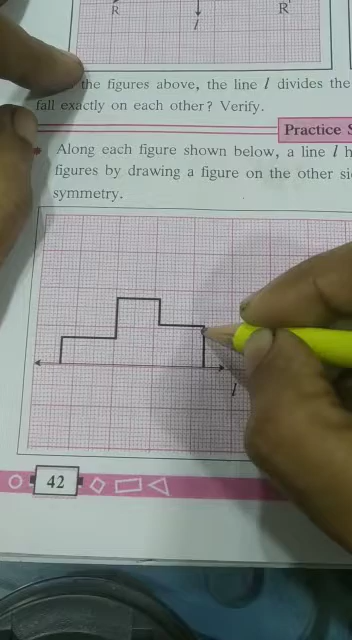 R
l
R'
the figures above, the line l divides the
fall exactly on each other? Verify.
Practice S
Along each figure shown below, a line l h
figures by drawing a figure on the other si
symmetry.
l
42